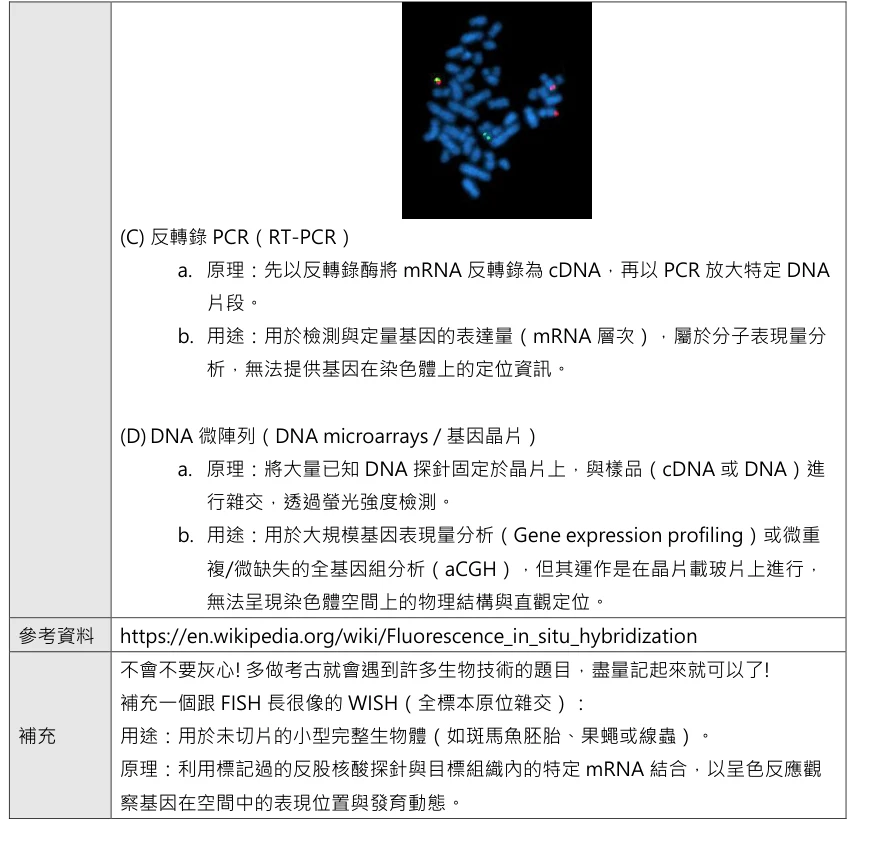 (C) 反轉錄 PCR（RT-PCR）
a. 原理：先以反轉錄酶將 mRNA 反轉錄為 cDNA，再以 PCR 放大特定 DNA
片段。
b. 用途：用於檢測與定量基因的表達量（mRNA 層次），屬於分子表現量分
析，無法提供基因在染色體上的定位資訊。
(D) DNA 微陣列（DNA microarrays / 基因晶片）
a. 原理：將大量已知 DNA 探針固定於晶片上，與樣品（cDNA 或 DNA）進
行雜交，透過螢光強度檢測。
b. 用途：用於大規模基因表現量分析（Gene expression profiling）或微重
複/微缺失的全基因組分析（aCGH），但其運作是在晶片載玻片上進行，
無法呈現染色體空間上的物理結構與直觀定位。
參考資料 https://en.wikipedia.org/wiki/Fluorescence_in_situ_hybridization
不會不要灰心! 多做考古就會遇到許多生物技術的題目，盡量記起來就可以了!
補充一個跟 FISH 長很像的 WISH（全標本原位雜交）：
補充 用途：用於未切片的小型完整生物體（如斑馬魚胚胎、果蠅或線蟲）。
原理：利用標記過的反股核酸探針與目標組織內的特定 mRNA 結合，以呈色反應觀
察基因在空間中的表現位置與發育動態。